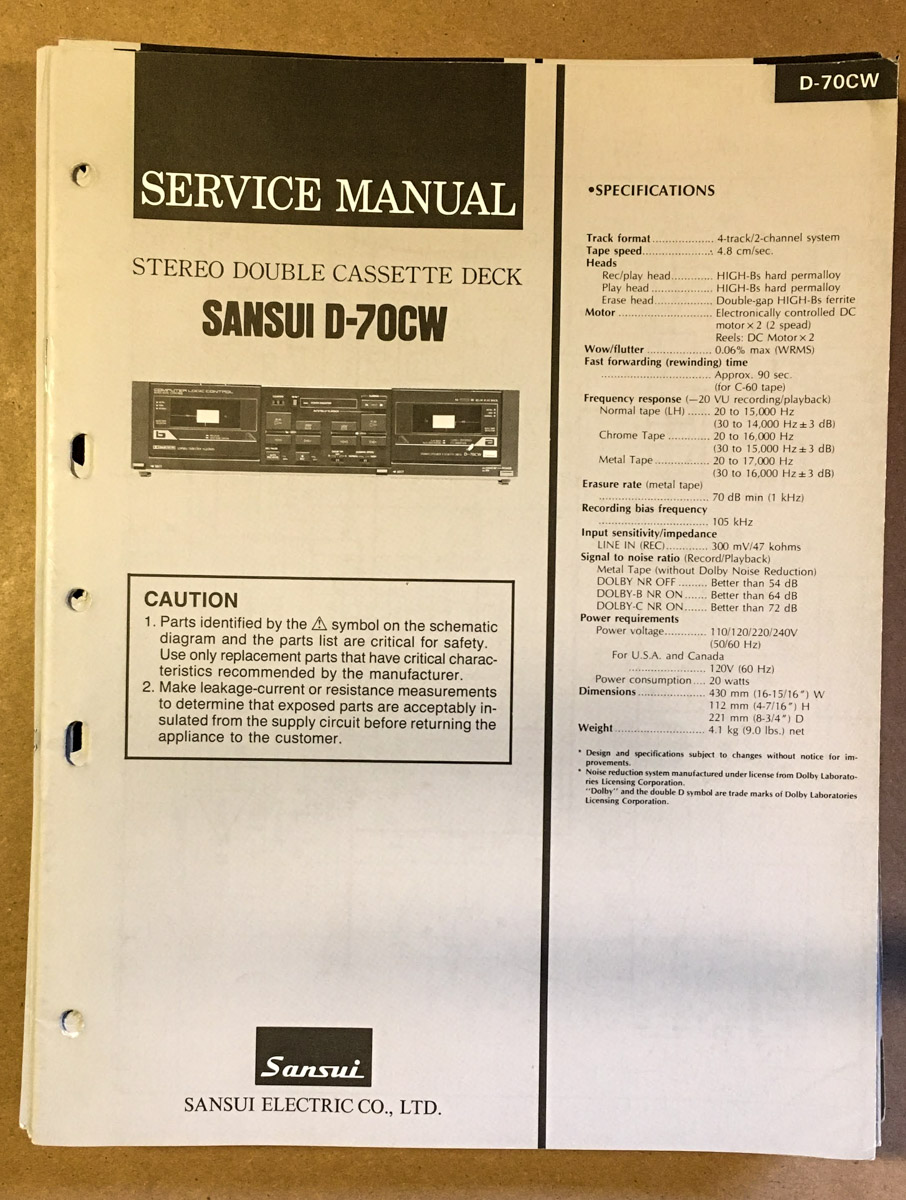 D-70CW
SERVICE MANUAL
STEREO DOUBLE CASSETTE DECK
SANSUI D-70CW
COMPUTER LOGIC CONTROL
b
a
D-70CW
CAUTION
1. Parts identified by the ⚠ symbol on the schematic
diagram and the parts list are critical for safety.
Use only replacement parts that have critical charac-
teristics recommended by the manufacturer.
2. Make leakage-current or resistance measurements
to determine that exposed parts are acceptably in-
sulated from the supply circuit before returning the
appliance to the customer.
Sansui
SANSUI ELECTRIC CO., LTD.
•SPECIFICATIONS
Track format................... 4-track/2-channel system
Tape speed..................... 4.8 cm/sec.
Heads
Rec/play head............. HIGH-Bs hard permalloy
Play head ................... HIGH-Bs hard permalloy
Erase head.................. Double-gap HIGH-Bs ferrite
Motor ............................ Electronically controlled DC
motor × 2 (2 spead)
Reels: DC Motor × 2
Wow/flutter ................... 0.06% max (WRMS)
Fast forwarding (rewinding) time
................................. Approx. 90 sec.
(for C-60 tape)
Frequency response (—20 VU recording/playback)
Normal tape (LH) ....... 20 to 15,000 Hz
(30 to 14,000 Hz ± 3 dB)
Chrome Tape ............. 20 to 16,000 Hz
(30 to 15,000 Hz ± 3 dB)
Metal Tape................. 20 to 17,000 Hz
(30 to 16,000 Hz ± 3 dB)
Erasure rate (metal tape)
................................. 70 dB min (1 kHz)
Recording bias frequency
................................. 105 kHz
Input sensitivity/impedance
LINE IN (REC)............. 300 mV/47 kohms
Signal to noise ratio (Record/Playback)
Metal Tape (without Dolby Noise Reduction)
DOLBY NR OFF ......... Better than 54 dB
DOLBY-B NR ON....... Better than 64 dB
DOLBY-C NR ON....... Better than 72 dB
Power requirements
Power voltage............. 110/120/220/240V
(50/60 Hz)
For U.S.A. and Canada
....................... 120V (60 Hz)
Power consumption.... 20 watts
Dimensions .................... 430 mm (16-15/16") W
112 mm (4-7/16") H
221 mm (8-3/4") D
Weight........................... 4.1 kg (9.0 lbs.) net
* Design and specifications subject to changes without notice for im-
provements.
* Noise reduction system manufactured under license from Dolby Laborato-
ries Licensing Corporation.
"Dolby" and the double D symbol are trade marks of Dolby Laboratories
Licensing Corporation.